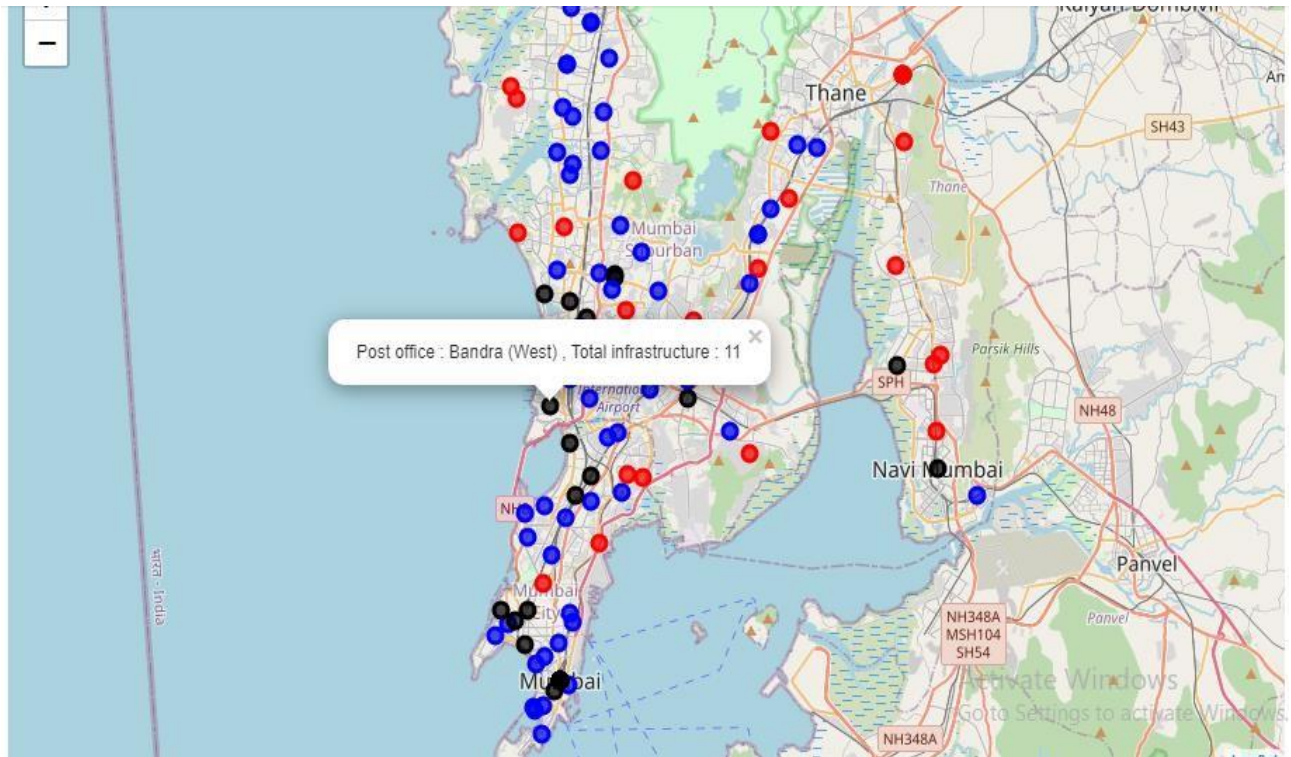 −
Kalyan-Dombivli
Thane
SH43
Thane
Mumbai
Suburban
Post office : Bandra (West) , Total infrastructure : 11
×
Parsik Hills
SPH
International
Airport
NH48
Navi Mumbai
भारत - India
Panvel
Mumbai
City
NH348A
MSH104
SH54
Panvel
Mumbai
Activate Windows
Go to Settings to activate Windows.
NH348A